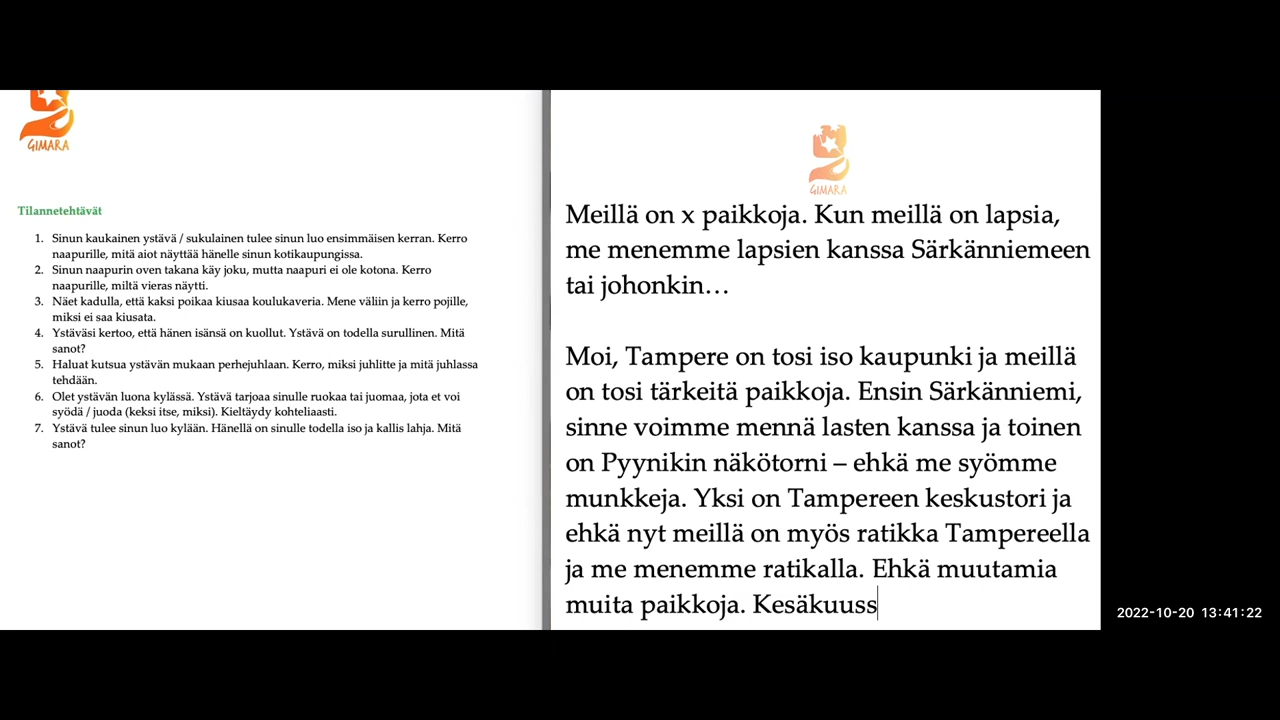 GIMARA
Tilannetehtävät
1. Sinun kaukainen ystävä / sukulainen tulee sinun luo ensimmäisen kerran. Kerro
naapurille, mitä aiot näyttää hänelle sinun kotikaupungissa.
2. Sinun naapurin oven takana käy joku, mutta naapuri ei ole kotona. Kerro
naapurille, miltä vieras näytti.
3. Näet kadulla, että kaksi poikaa kiusaa koulukaveria. Mene väliin ja kerro pojille,
miksi ei saa kiusata.
4. Ystäväsi kertoo, että hänen isänsä on kuollut. Ystävä on todella surullinen. Mitä
sanot?
5. Haluat kutsua ystävän mukaan perhejuhlaan. Kerro, miksi juhlitte ja mitä juhlassa
tehdään.
6. Olet ystävän luona kylässä. Ystävä tarjoaa sinulle ruokaa tai juomaa, jota et voi
syödä / juoda (keksi itse, miksi). Kieltäydy kohteliaasti.
7. Ystävä tulee sinun luo kylään. Hänellä on sinulle todella iso ja kallis lahja. Mitä
sanot?
GIMARA
Meillä on x paikkoja. Kun meillä on lapsia,
me menemme lapsien kanssa Särkänniemeen
tai johonkin…
Moi, Tampere on tosi iso kaupunki ja meillä
on tosi tärkeitä paikkoja. Ensin Särkänniemi,
sinne voimme mennä lasten kanssa ja toinen
on Pyynikin näkötorni – ehkä me syömme
munkkeja. Yksi on Tampereen keskustori ja
ehkä nyt meillä on myös ratikka Tampereella
ja me menemme ratikalla. Ehkä muutamia
muita paikkoja. Kesäkuuss
2022-10-20 13:41:22